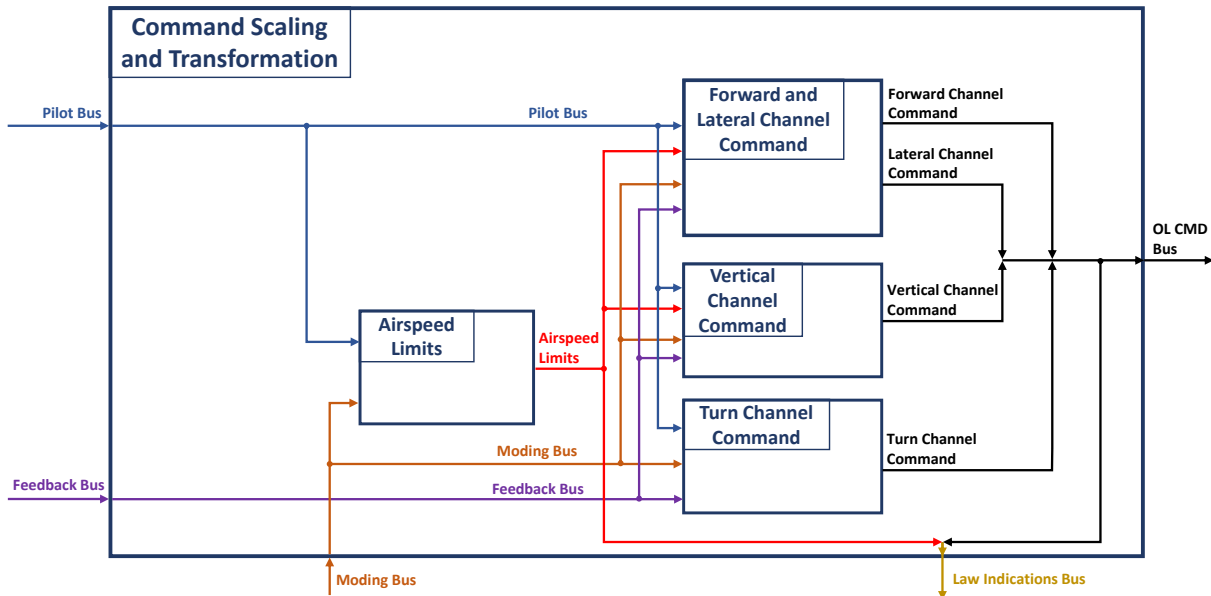 Command Scaling
and Transformation
Pilot Bus
Pilot Bus
Forward and
Lateral Channel
Command
Forward Channel
Command
Lateral Channel
Command
OL CMD
Bus
Vertical
Channel
Command
Vertical Channel
Command
Airspeed
Limits
Airspeed
Limits
Turn Channel
Command
Turn Channel
Command
Moding Bus
Feedback Bus
Feedback Bus
Moding Bus
Law Indications Bus